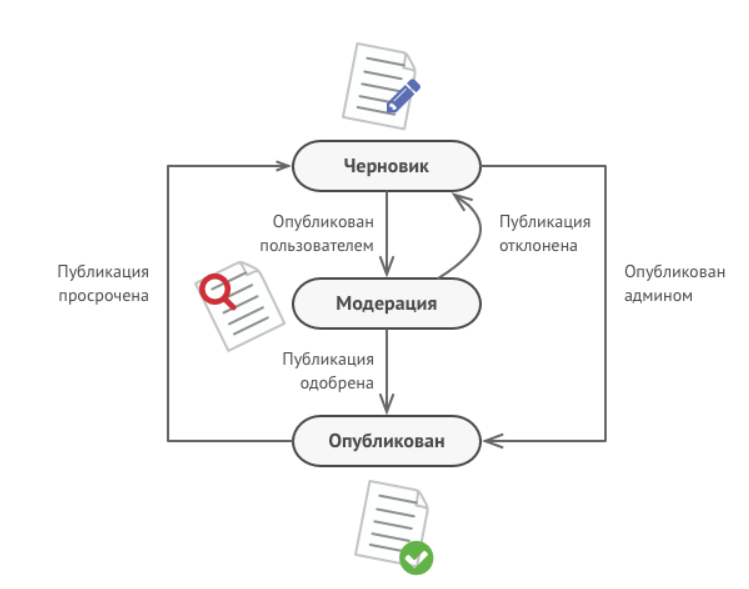 Черновик
Опубликован
пользователем
Публикация
отклонена
Публикация
просрочена
Опубликован
админом
Модерация
Публикация
одобрена
Опубликован